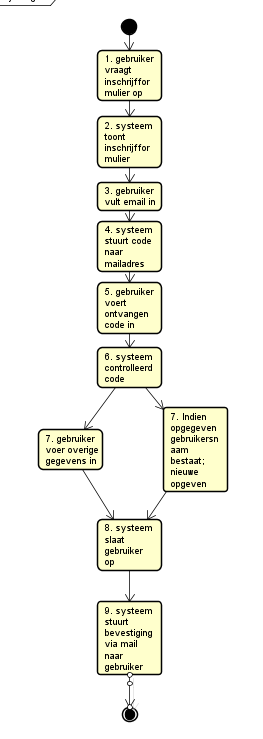 1. gebruiker
vraagt
inschrijffor
mulier op
2. systeem
toont
inschrijffor
mulier
3. gebruiker
vult email in
4. systeem
stuurt code
naar
mailadres
5. gebruiker
voert
ontvangen
code in
6. systeem
controlleerd
code
7. gebruiker
voer overige
gegevens in
7. Indien
opgegeven
gebruikersn
aam
bestaat;
nieuwe
opgeven
8. systeem
slaat
gebruiker
op
9. systeem
stuurt
bevestiging
via mail
naar
gebruiker